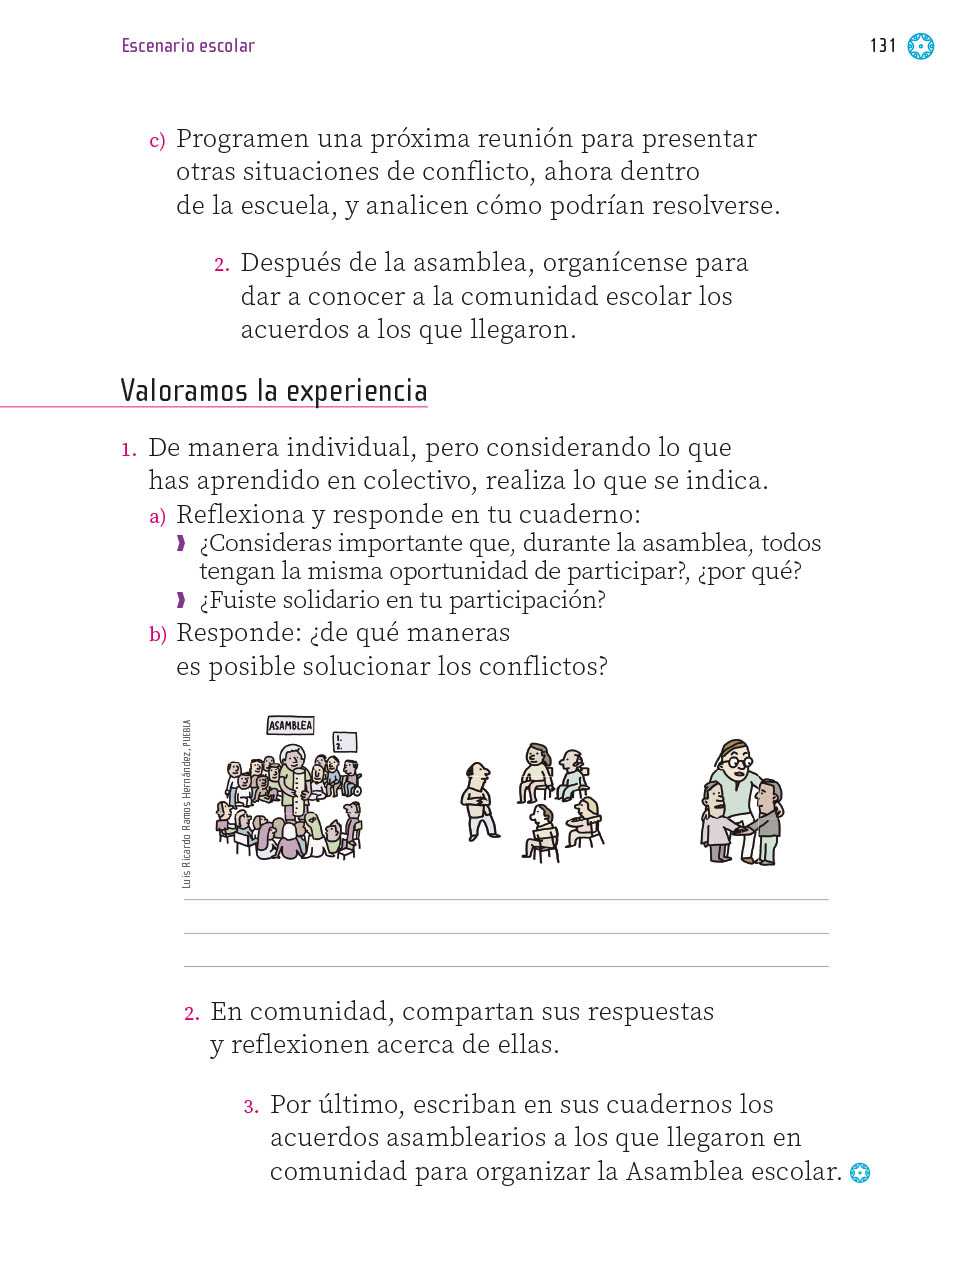 Escenario escolar
131
c) Programen una próxima reunión para presentar
otras situaciones de conflicto, ahora dentro
de la escuela, y analicen cómo podrían resolverse.
2. Después de la asamblea, organícense para
dar a conocer a la comunidad escolar los
acuerdos a los que llegaron.
Valoramos la experiencia
1. De manera individual, pero considerando lo que
has aprendido en colectivo, realiza lo que se indica.
a) Reflexiona y responde en tu cuaderno:
¿Consideras importante que, durante la asamblea, todos
tengan la misma oportunidad de participar?, ¿por qué?
¿Fuiste solidario en tu participación?
b) Responde: ¿de qué maneras
es posible solucionar los conflictos?
Luis Ricardo Ramos Hernández, PUEBLA
ASAMBLEA
1.
2.
2. En comunidad, compartan sus respuestas
y reflexionen acerca de ellas.
3. Por último, escriban en sus cuadernos los
acuerdos asamblearios a los que llegaron en
comunidad para organizar la Asamblea escolar.